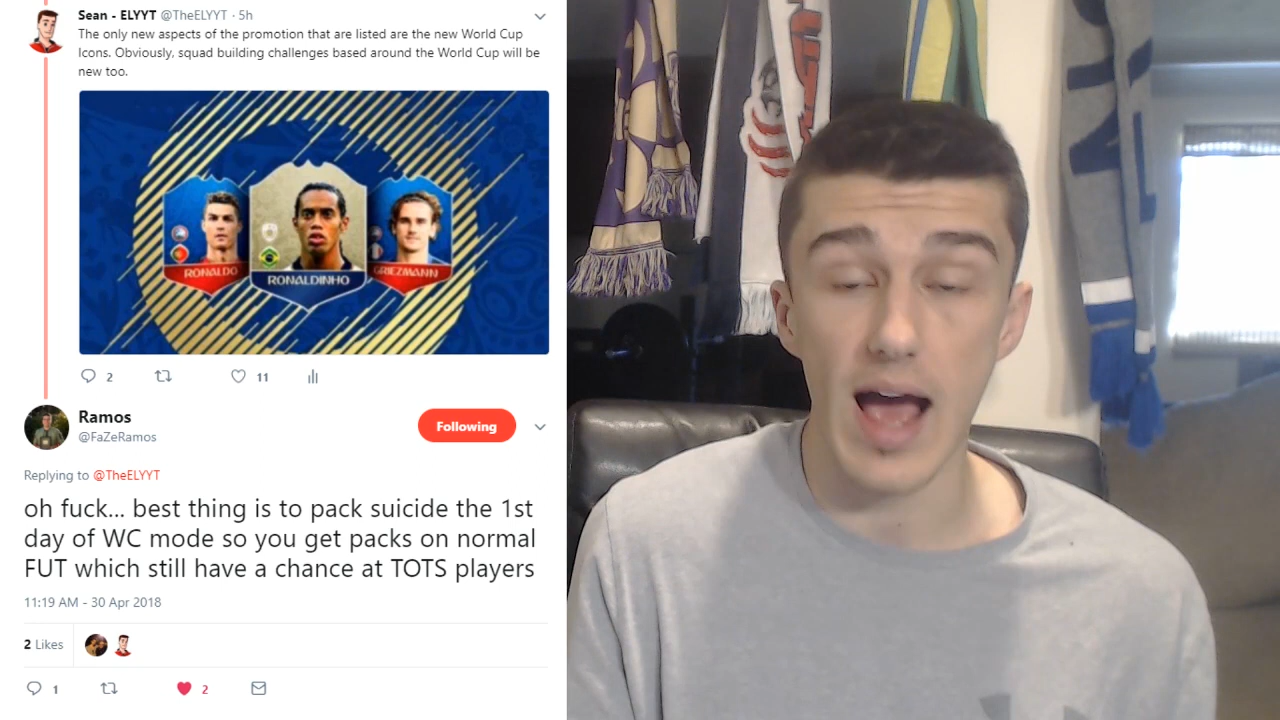 Sean - ELYYT @TheELYYT · 5h
The only new aspects of the promotion that are listed are the new World Cup
Icons. Obviously, squad building challenges based around the World Cup will be
new too.
RONALDO
RONALDINHO
GRIEZMANN
2
11
Ramos
@FaZeRamos
Following
Replying to @TheELYYT
oh fuck... best thing is to pack suicide the 1st
day of WC mode so you get packs on normal
FUT which still have a chance at TOTS players
11:19 AM - 30 Apr 2018
2 Likes
1
2